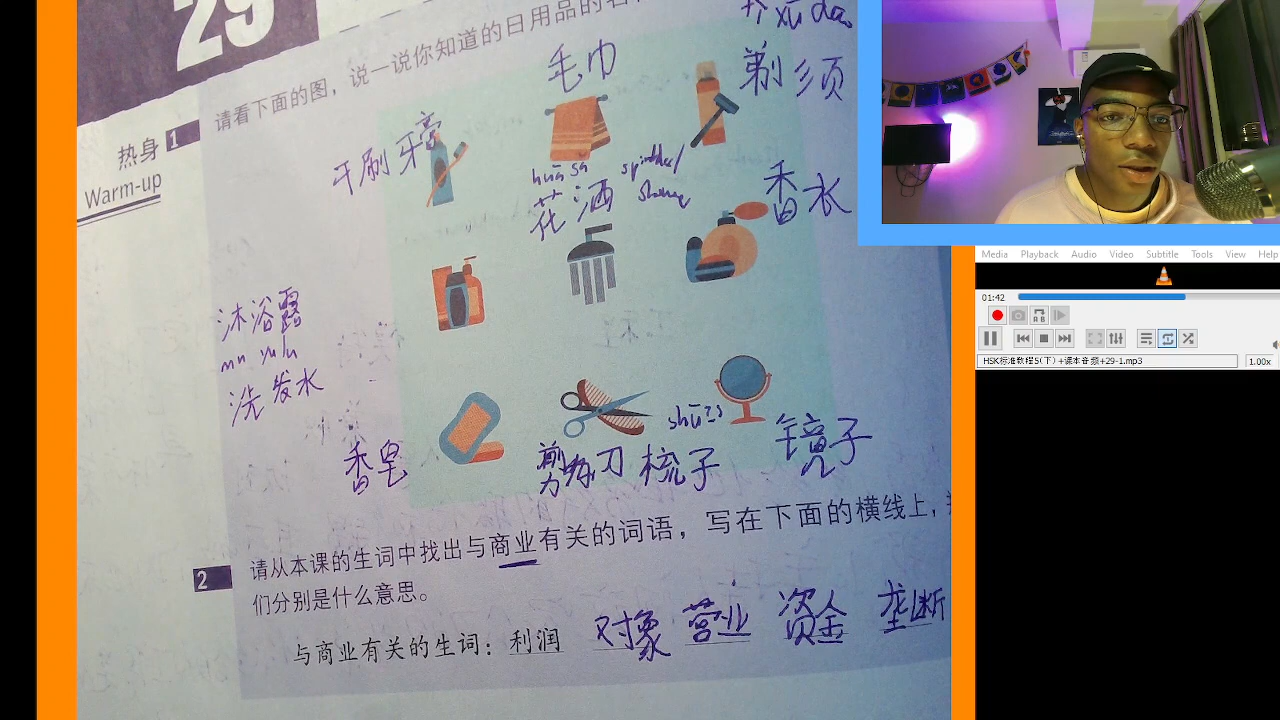 29
热身 1
Warm-up
请看下面的图，说一说你知道的日用品的名
毛巾
剃须
xū dāo
牙刷 牙膏
huā sǎ
花洒
香水
沐浴露
mù yù lù
洗发水
香皂
剪刀
shūzi
梳子
镜子
2
请从本课的生词中找出与商业有关的词语，写在下面的横线上，
们分别是什么意思。
与商业有关的生词：利润 对象 营业 资金 垄断
Media Playback Audio Video Subtitle Tools View Help
01:42
HSK标准教程5(下)+课本音频+29-1.mp3
1.00x